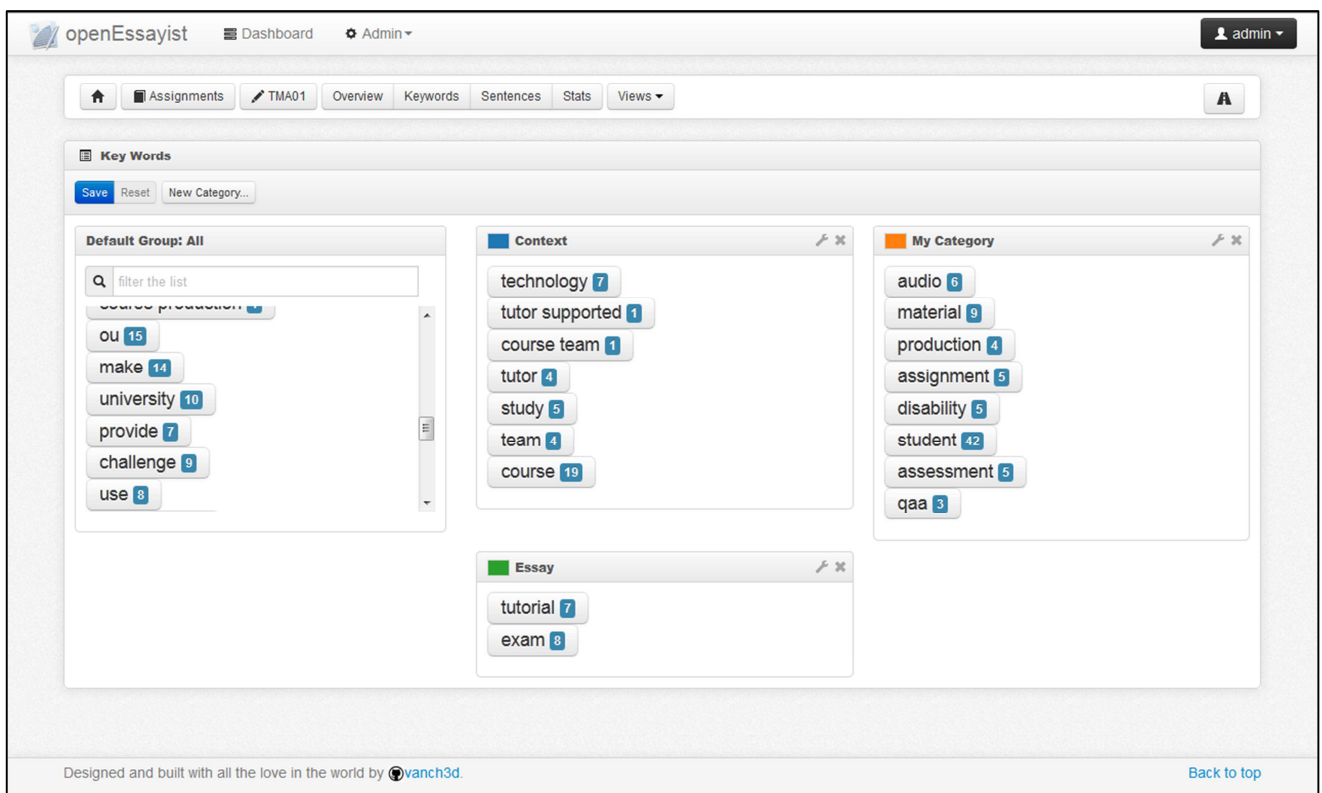 openEssayist Dashboard Admin admin
Assignments TMA01 Overview Keywords Sentences Stats Views
Key Words
Save Reset New Category...
Default Group: All
filter the list
course production
ou 15
make 14
university 10
provide 7
challenge 9
use 8
Context
technology 7
tutor supported 1
course team 1
tutor 4
study 5
team 4
course 19
My Category
audio 6
material 9
production 4
assignment 5
disability 5
student 42
assessment 5
qaa 3
Essay
tutorial 7
exam 8
Designed and built with all the love in the world by vanch3d. Back to top